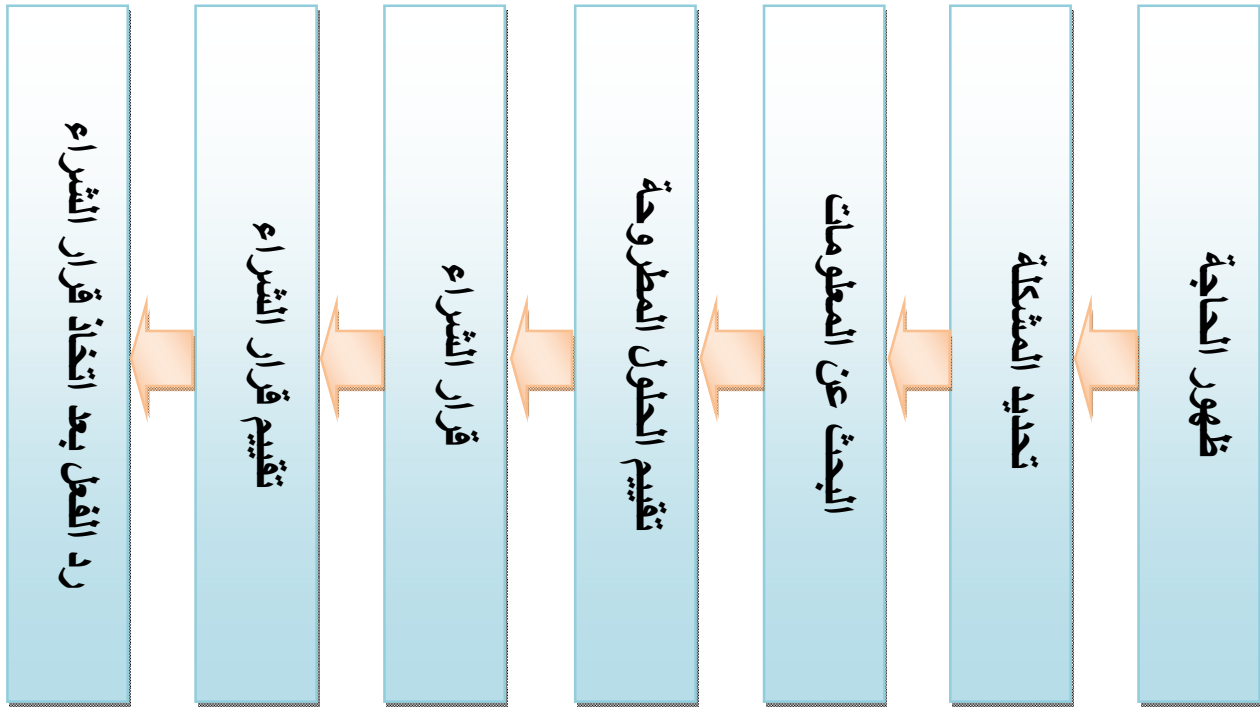 ظهور الحاجة
تحديد المشكلة
البحث عن المعلومات
تقييم الحلول المطروحة
قرار الشراء
تقييم قرار الشراء
رد الفعل بعد اتخاذ قرار الشراء